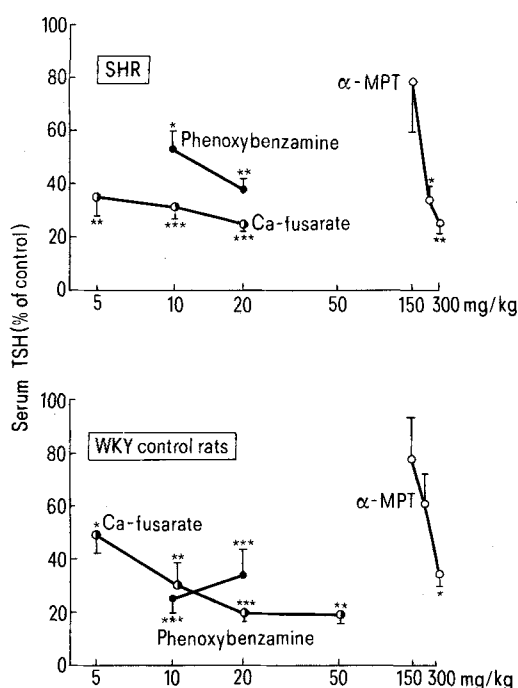 Serum TSH (% of control)
100
80
60
40
20
0
SHR
α-MPT
*
Phenoxybenzamine
**
*
**
***
Ca-fusarate
***
**
5 10 20 50 150 300 mg/kg
100
80
60
40
20
0
WKY control rats
α-MPT
*
Ca-fusarate
**
***
***
***
**
*
Phenoxybenzamine
5 10 20 50 150 300 mg/kg